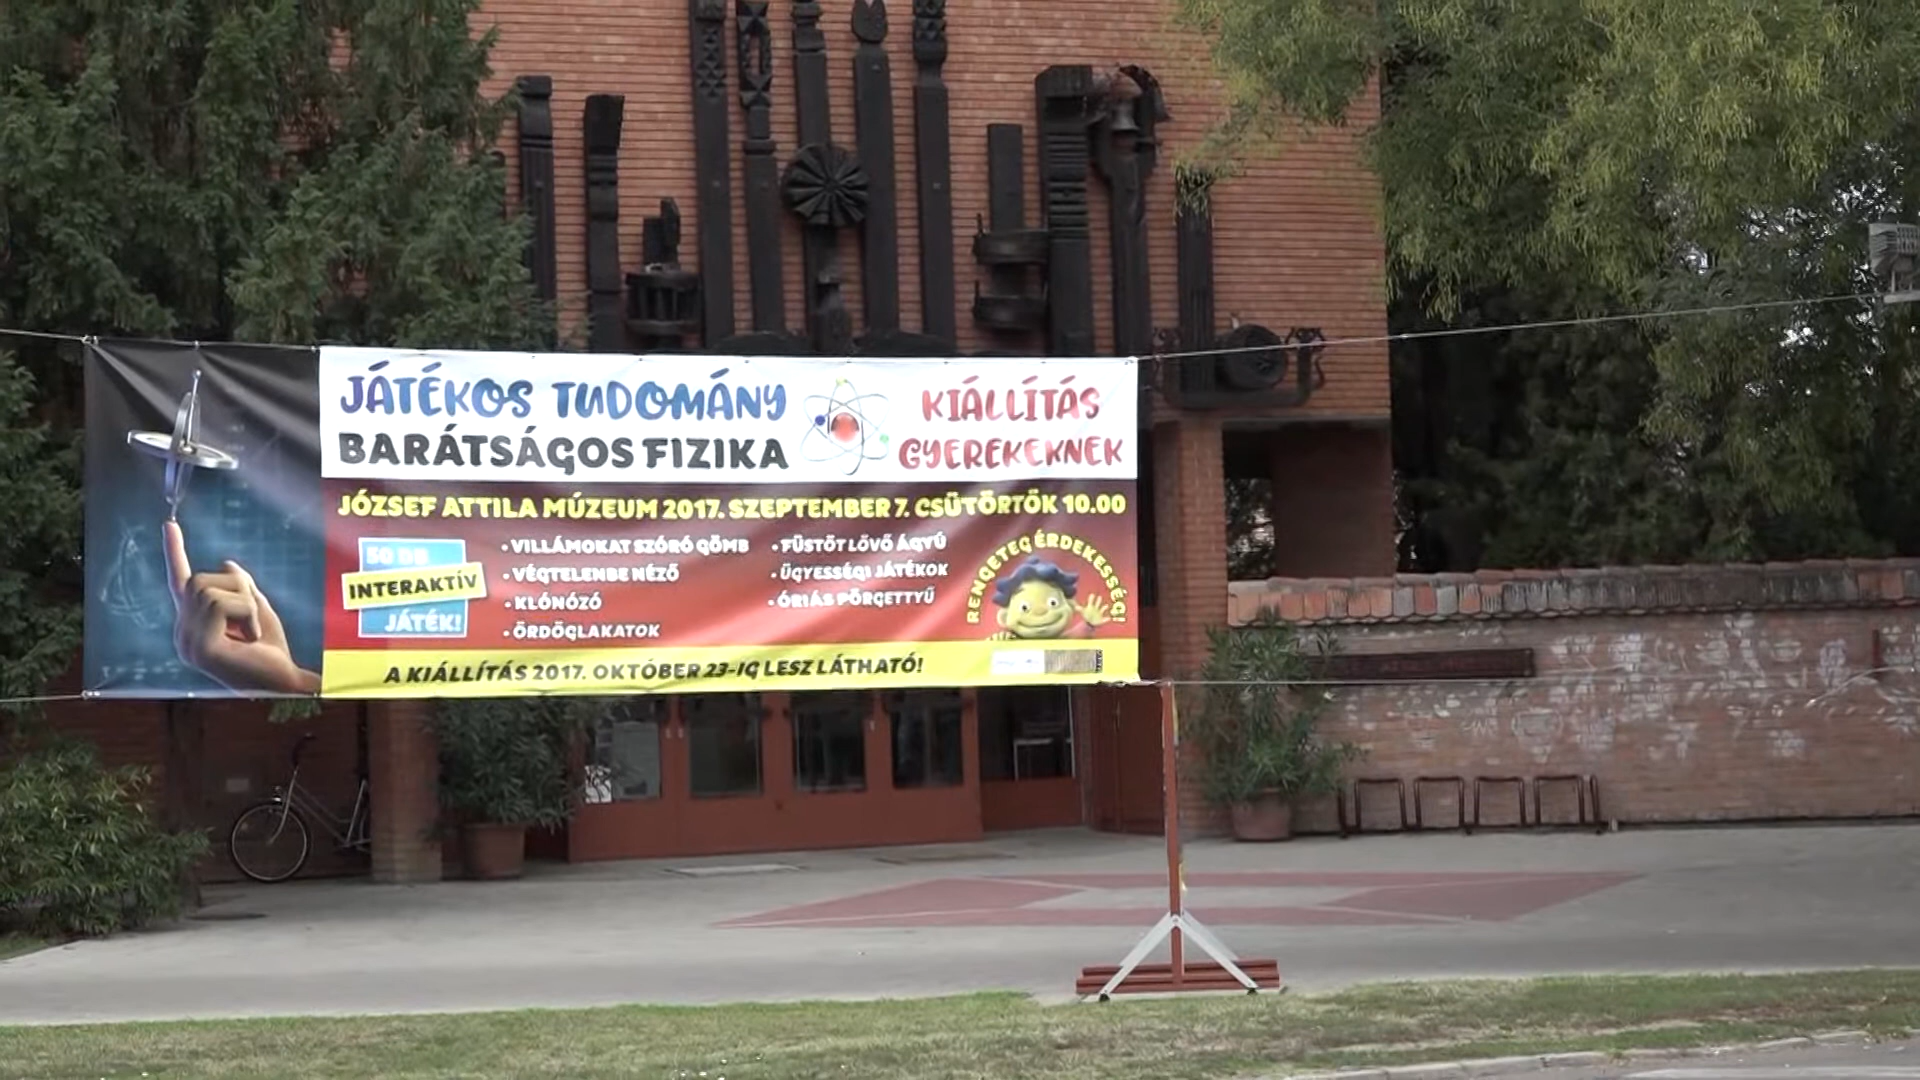 JÁTÉKOS TUDOMÁNY
BARÁTSÁGOS FIZIKA
KIÁLLÍTÁS
GYEREKEKNEK
JÓZSEF ATTILA MÚZEUM 2017. SZEPTEMBER 7. CSÜTÖRTÖK 10.00
50 DB
INTERAKTÍV
JÁTÉK!
• VILLÁMOKAT SZÓRÓ GÖMB
• VÉGTELENBE NÉZŐ
• KLÓNÓZÓ
• ÖRDÖGLAKATOK
• FÜSTÖT LÖVŐ ÁGYÚ
• ÜGYESSÉGI JÁTÉKOK
• ÓRIÁS PÖRGETTYŰ
RENGETEG ÉRDEKESSÉG!
A KIÁLLÍTÁS 2017. OKTÓBER 23-IG LESZ LÁTHATÓ!